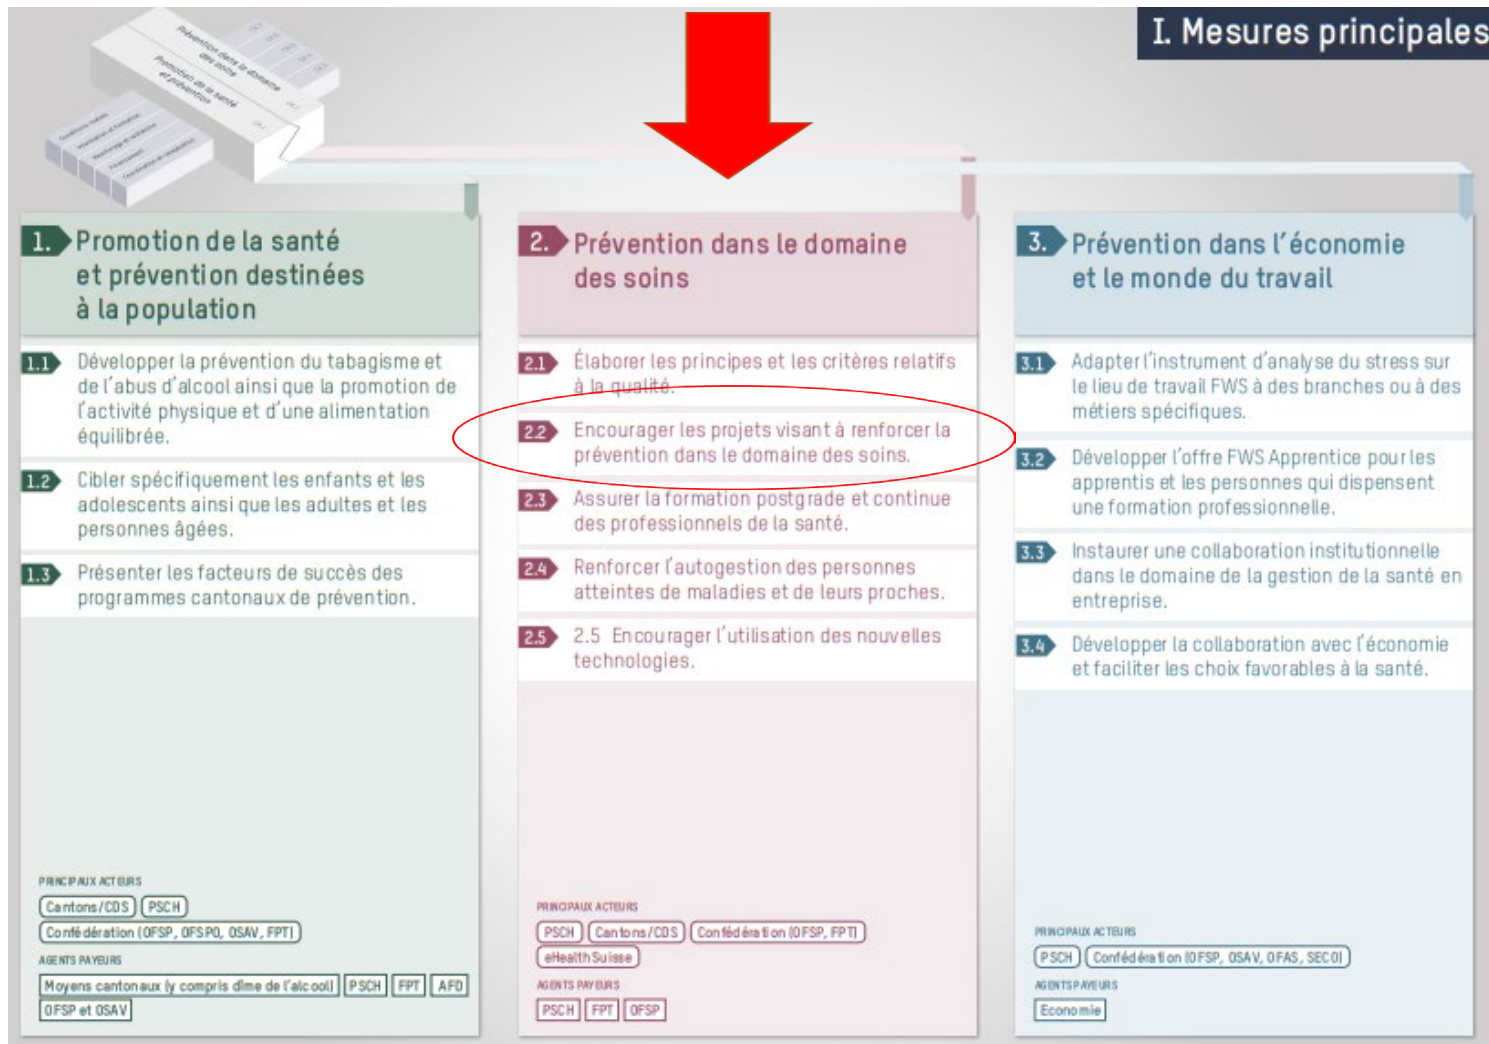 I. Mesures principales
Prévention dans le domaine
des soins
Promotion de la santé
et prévention
1. Promotion de la santé
et prévention destinées
à la population
1.1 Développer la prévention du tabagisme et
de l'abus d'alcool ainsi que la promotion de
l'activité physique et d'une alimentation
équilibrée.
1.2 Cibler spécifiquement les enfants et les
adolescents ainsi que les adultes et les
personnes âgées.
1.3 Présenter les facteurs de succès des
programmes cantonaux de prévention.
PRINCIPAUX ACTEURS
Cantons/CDS PSCH
Confédération (OFSP, OFSPO, OSAV, FPT)
AGENTS PAYEURS
Moyens cantonaux (y compris dîme de l'alcool) PSCH FPT AFD
OFSP et OSAV
2. Prévention dans le domaine
des soins
2.1 Élaborer les principes et les critères relatifs
à la qualité.
2.2 Encourager les projets visant à renforcer la
prévention dans le domaine des soins.
2.3 Assurer la formation postgrade et continue
des professionnels de la santé.
2.4 Renforcer l'autogestion des personnes
atteintes de maladies et de leurs proches.
2.5 2.5 Encourager l'utilisation des nouvelles
technologies.
PRINCIPAUX ACTEURS
PSCH Cantons/CDS Confédération (OFSP, FPT)
eHealth Suisse
AGENTS PAYEURS
PSCH FPT OFSP
3. Prévention dans l'économie
et le monde du travail
3.1 Adapter l'instrument d'analyse du stress sur
le lieu de travail FWS à des branches ou à des
métiers spécifiques.
3.2 Développer l'offre FWS Apprentice pour les
apprentis et les personnes qui dispensent
une formation professionnelle.
3.3 Instaurer une collaboration institutionnelle
dans le domaine de la gestion de la santé en
entreprise.
3.4 Développer la collaboration avec l'économie
et faciliter les choix favorables à la santé.
PRINCIPAUX ACTEURS
PSCH Confédération (OFSP, OSAV, OFAS, SECO)
AGENTS PAYEURS
Economie